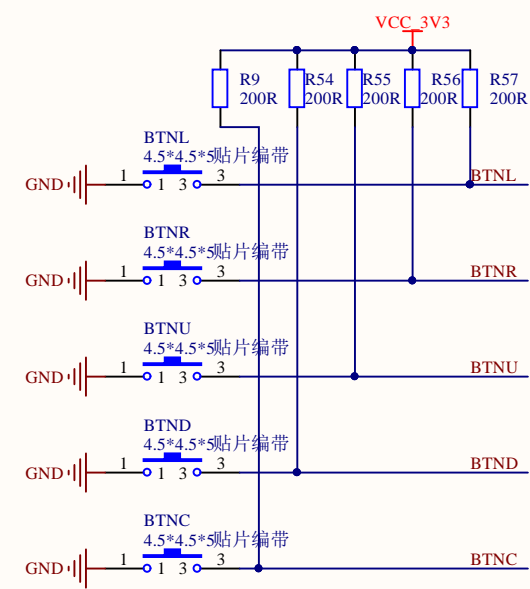 VCC_3V3
R9 R54 R55 R56 R57
200R 200R 200R 200R 200R
BTNL
4.5*4.5*5贴片编带
GND 1 1 3 3 BTNL
BTNR
4.5*4.5*5贴片编带
GND 1 1 3 3 BTNR
BTNU
4.5*4.5*5贴片编带
GND 1 1 3 3 BTNU
BTND
4.5*4.5*5贴片编带
GND 1 1 3 3 BTND
BTNC
4.5*4.5*5贴片编带
GND 1 1 3 3 BTNC